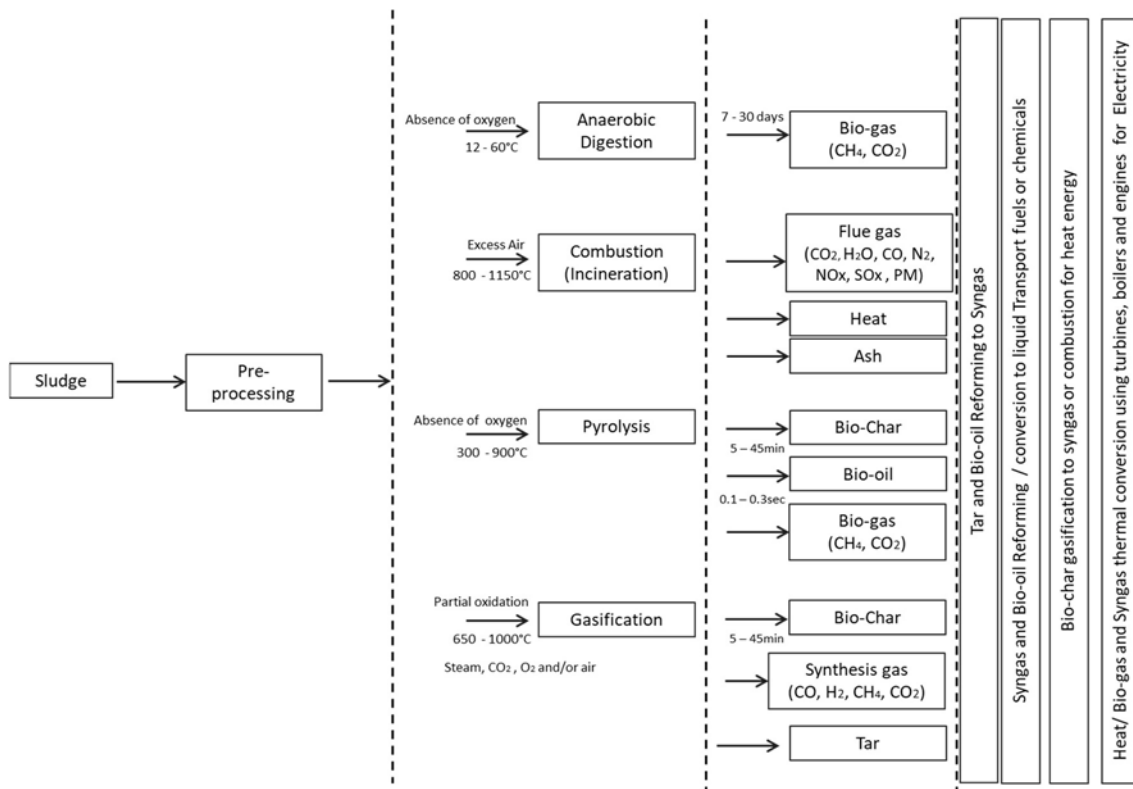 Sludge
Pre-
processing
Absence of oxygen
12 - 60°C
Anaerobic
Digestion
7 - 30 days
Bio-gas
(CH₄, CO₂)
Excess Air
800 - 1150°C
Combustion
(Incineration)
Flue gas
(CO₂, H₂O, CO, N₂,
NOx, SOx , PM)
Heat
Ash
Absence of oxygen
300 - 900°C
Pyrolysis
Bio-Char
5 – 45min
Bio-oil
0.1 – 0.3sec
Bio-gas
(CH₄, CO₂)
Partial oxidation
650 - 1000°C
Steam, CO₂ , O₂ and/or air
Gasification
Bio-Char
5 – 45min
Synthesis gas
(CO, H₂, CH₄, CO₂)
Tar
Tar and Bio-oil Reforming to Syngas
Syngas and Bio-oil Reforming / conversion to liquid Transport fuels or chemicals
Bio-char gasification to syngas or combustion for heat energy
Heat/ Bio-gas and Syngas thermal conversion using turbines, boilers and engines for Electricity